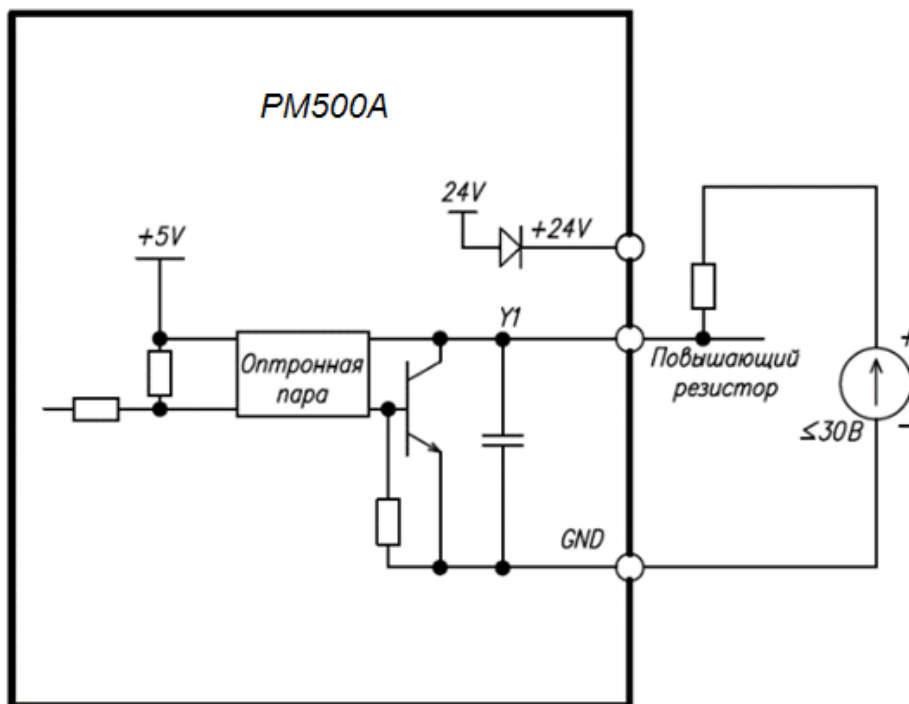 PM500A
24V
+24V
+5V
Y1
Оптронная
пара
Повышающий
резистор
+
≤30В
−
GND